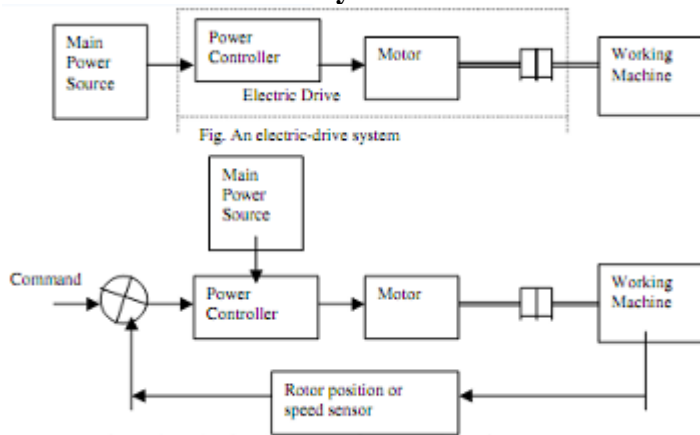 Main
Power
Source
Power
Controller
Motor
Working
Machine
Electric Drive
Fig. An electric-drive system
Main
Power
Source
Command
Power
Controller
Motor
Working
Machine
Rotor position or
speed sensor